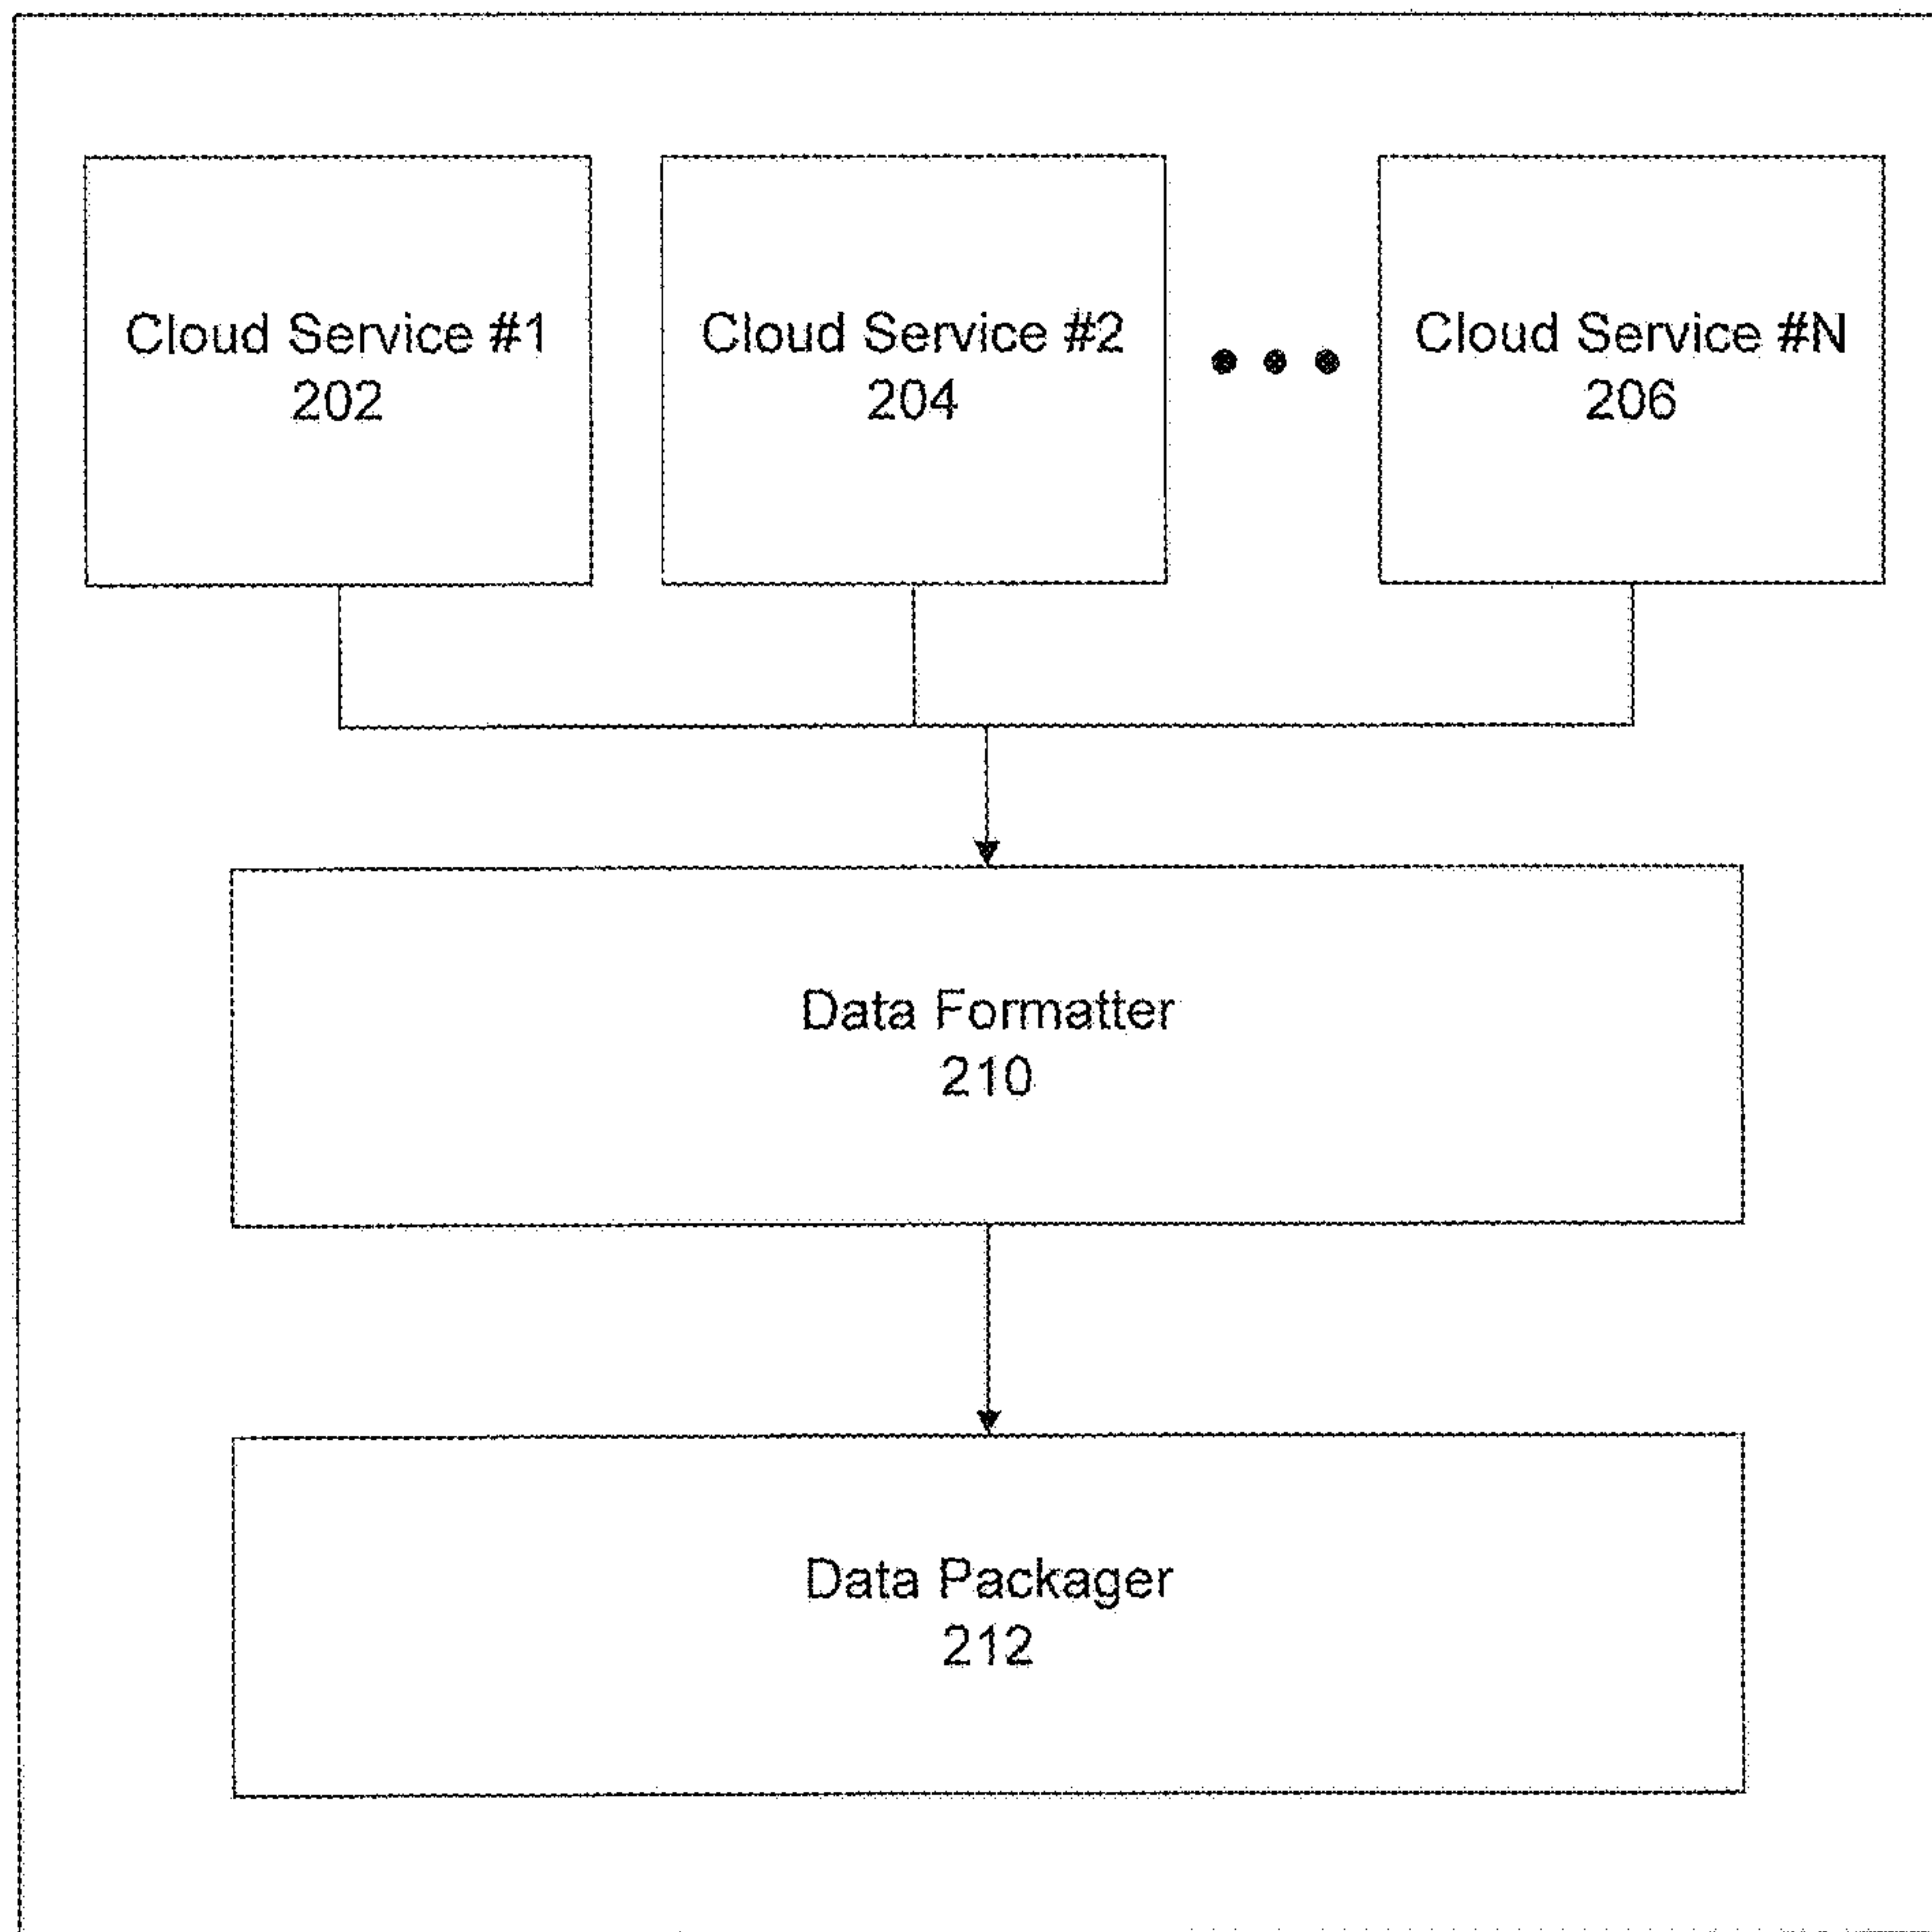 Cloud Service #1
202
Cloud Service #2
204
Cloud Service #N
206
Data Formatter
210
Data Packager
212